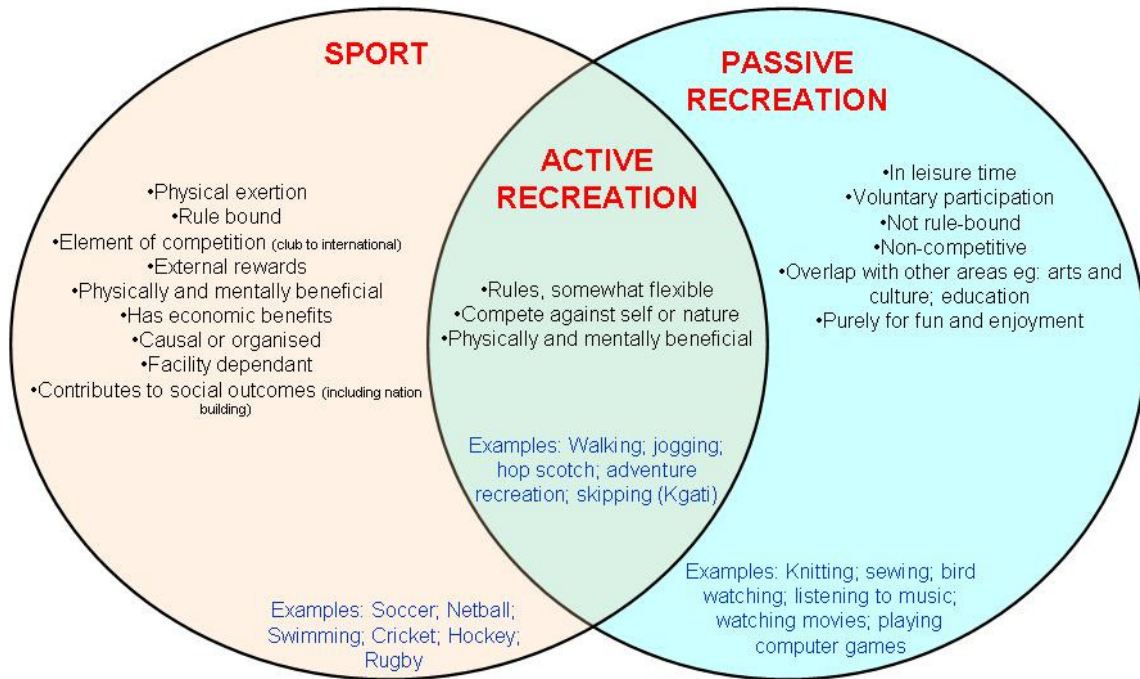 SPORT
•Physical exertion
•Rule bound
•Element of competition (club to international)
•External rewards
•Physically and mentally beneficial
•Has economic benefits
•Causal or organised
•Facility dependant
•Contributes to social outcomes (including nation
building)
Examples: Soccer; Netball;
Swimming; Cricket; Hockey;
Rugby
ACTIVE
RECREATION
•Rules, somewhat flexible
•Compete against self or nature
•Physically and mentally beneficial
Examples: Walking; jogging;
hop scotch; adventure
recreation; skipping (Kgati)
PASSIVE
RECREATION
•In leisure time
•Voluntary participation
•Not rule-bound
•Non-competitive
•Overlap with other areas eg: arts and
culture; education
•Purely for fun and enjoyment
Examples: Knitting; sewing; bird
watching; listening to music;
watching movies; playing
computer games